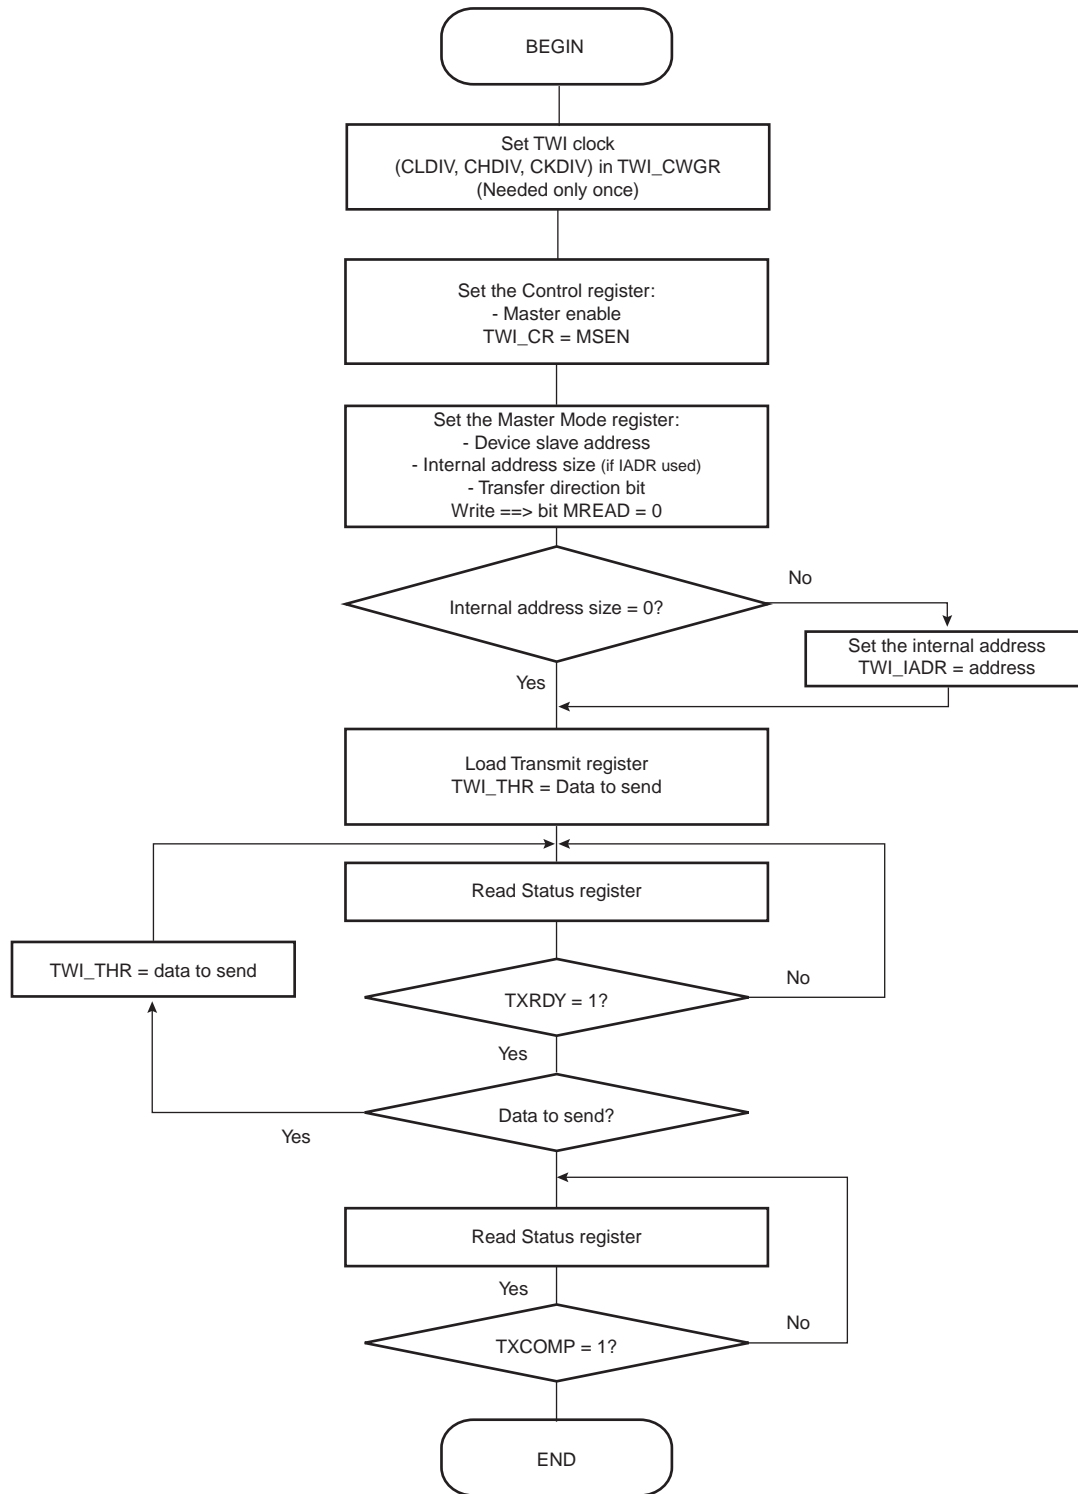 BEGIN
Set TWI clock
(CLDIV, CHDIV, CKDIV) in TWI_CWGR
(Needed only once)
Set the Control register:
- Master enable
TWI_CR = MSEN
Set the Master Mode register:
- Device slave address
- Internal address size (if IADR used)
- Transfer direction bit
Write ==> bit MREAD = 0
Internal address size = 0?
No
Set the internal address
TWI_IADR = address
Yes
Load Transmit register
TWI_THR = Data to send
Read Status register
TWI_THR = data to send
TXRDY = 1?
No
Yes
Data to send?
Yes
Read Status register
Yes
TXCOMP = 1?
No
END